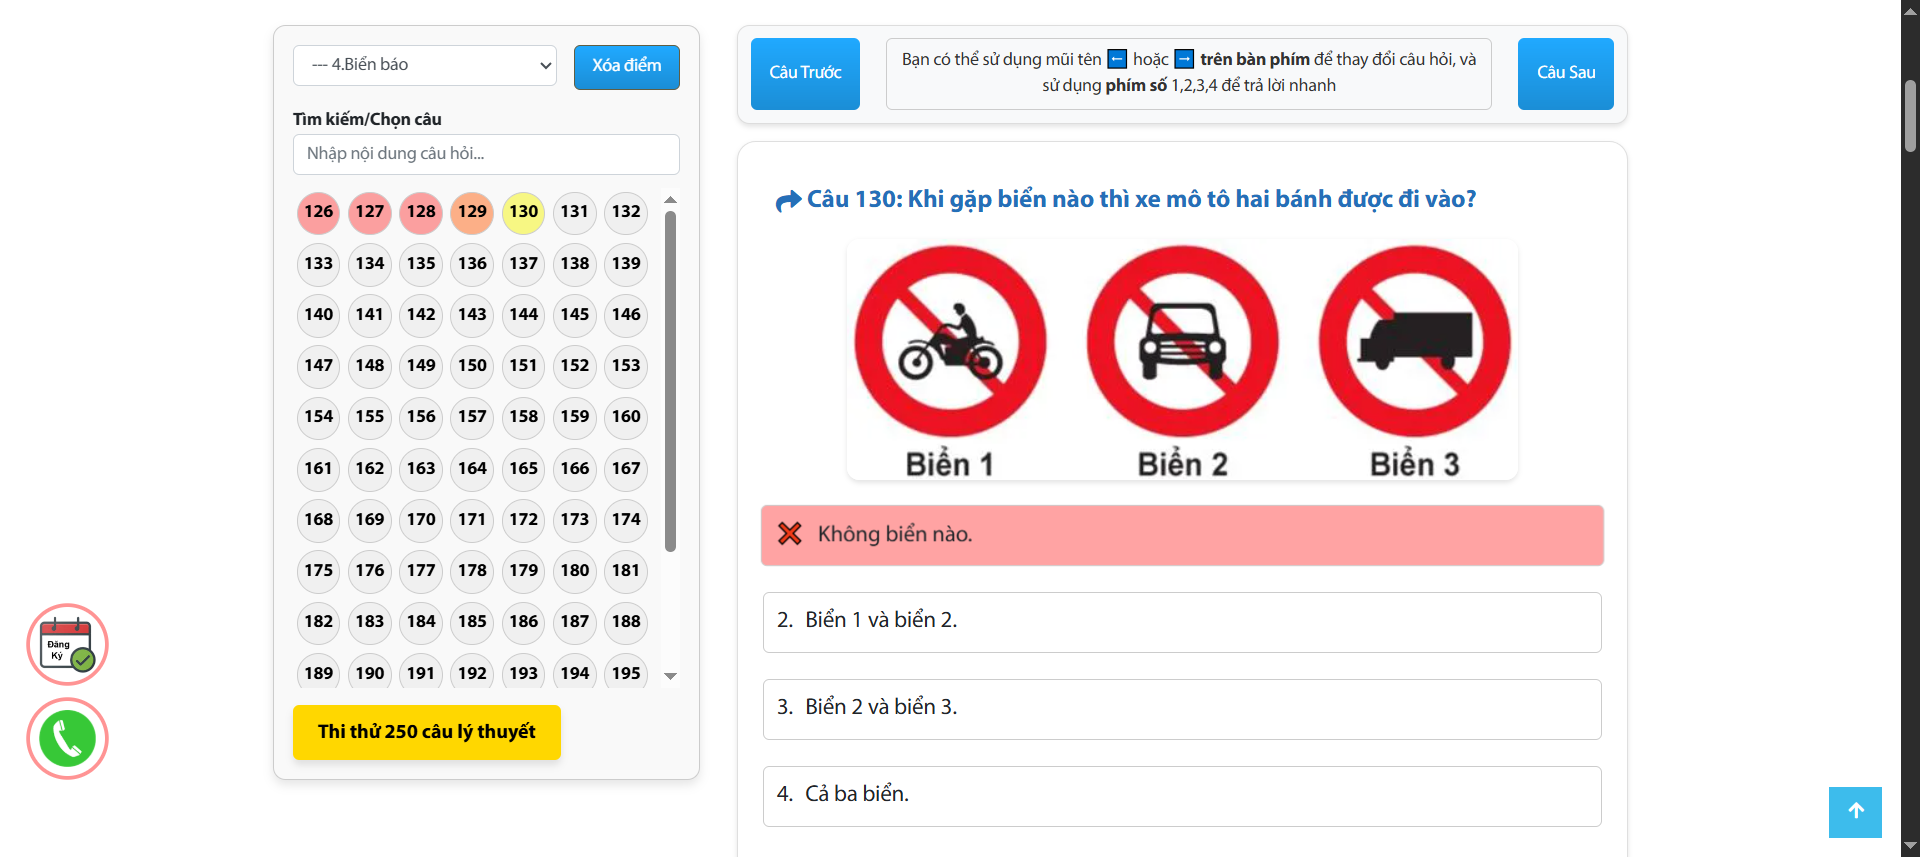 --- 4.Biển báo
Xóa điểm
Tìm kiếm/Chọn câu
Nhập nội dung câu hỏi...
126 127 128 129 130 131 132
133 134 135 136 137 138 139
140 141 142 143 144 145 146
147 148 149 150 151 152 153
154 155 156 157 158 159 160
161 162 163 164 165 166 167
168 169 170 171 172 173 174
175 176 177 178 179 180 181
182 183 184 185 186 187 188
189 190 191 192 193 194 195
Thi thử 250 câu lý thuyết
Đăng
Ký
Câu Trước
Bạn có thể sử dụng mũi tên ← hoặc → trên bàn phím để thay đổi câu hỏi, và
sử dụng phím số 1,2,3,4 để trả lời nhanh
Câu Sau
Câu 130: Khi gặp biển nào thì xe mô tô hai bánh được đi vào?
Biển 1 Biển 2 Biển 3
Không biển nào.
2. Biển 1 và biển 2.
3. Biển 2 và biển 3.
4. Cả ba biển.